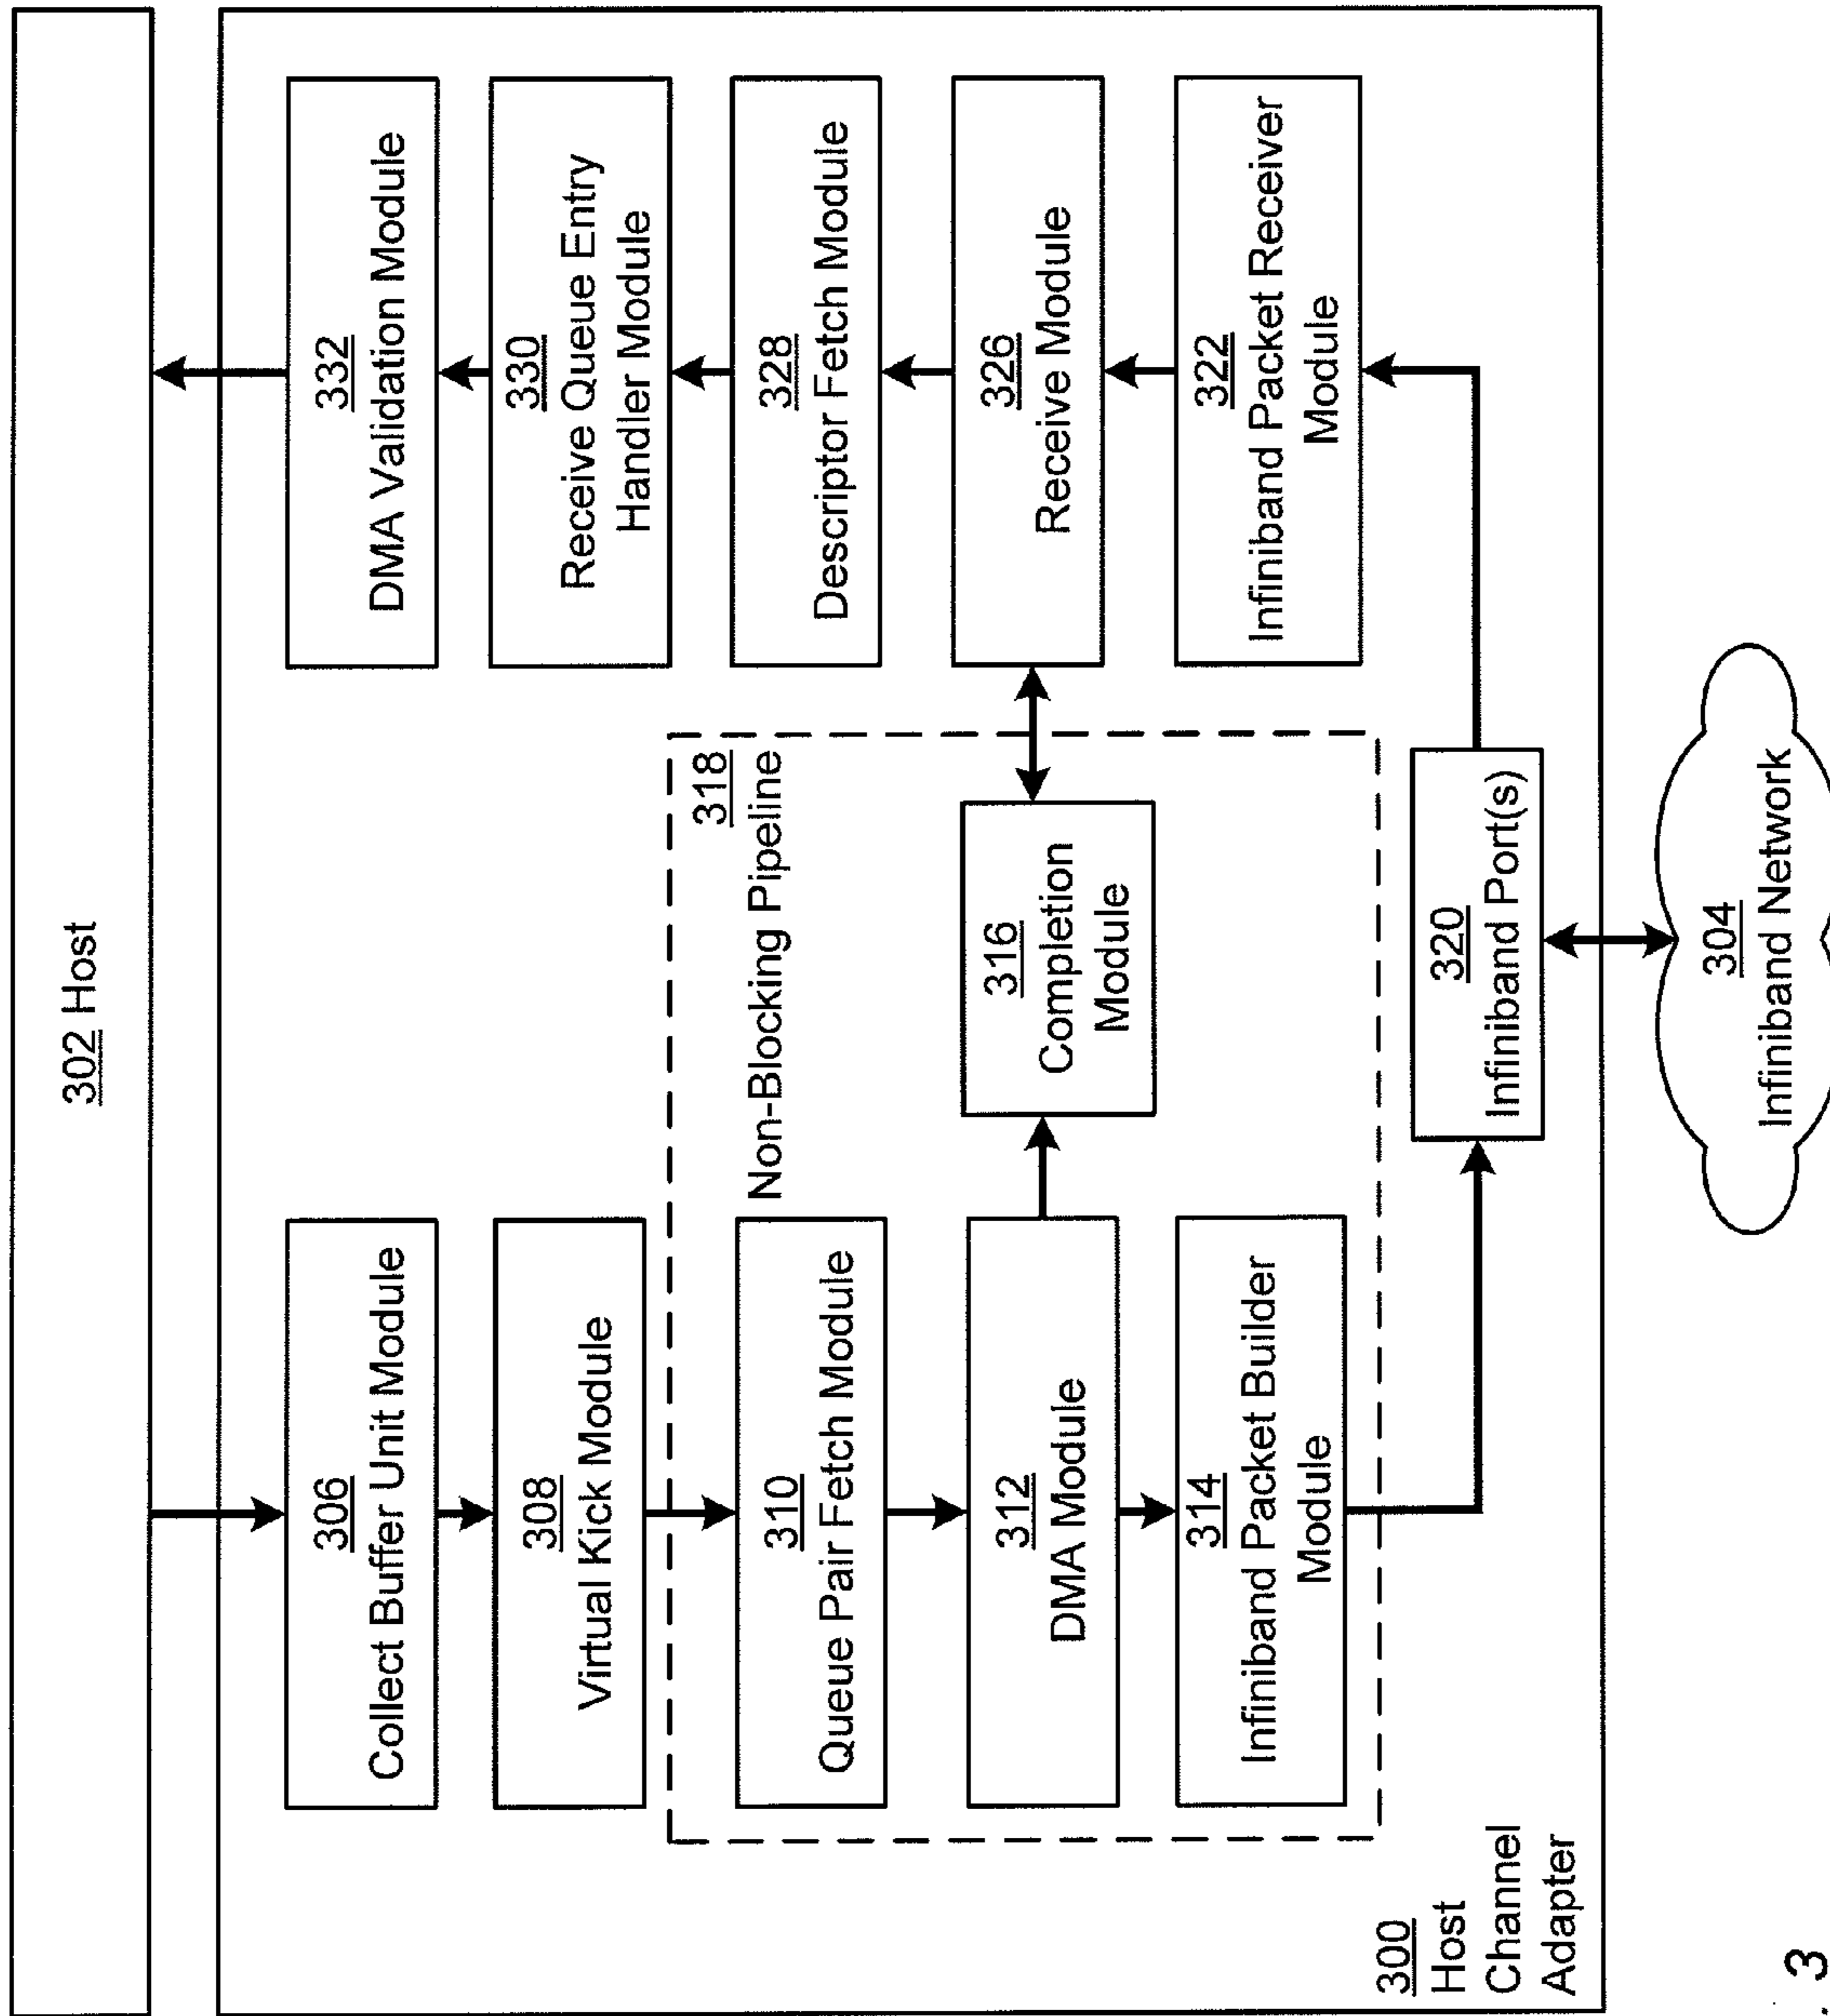 302 Host
306
Collect Buffer Unit Module
308
Virtual Kick Module
318
Non-Blocking Pipeline
310
Queue Pair Fetch Module
312
DMA Module
314
Infiniband Packet Builder
Module
316
Completion
Module
332
DMA Validation Module
330
Receive Queue Entry
Handler Module
328
Descriptor Fetch Module
326
Receive Module
322
Infiniband Packet Receiver
Module
320
Infiniband Port(s)
300
Host
Channel
Adapter
304
Infiniband Network
. 3